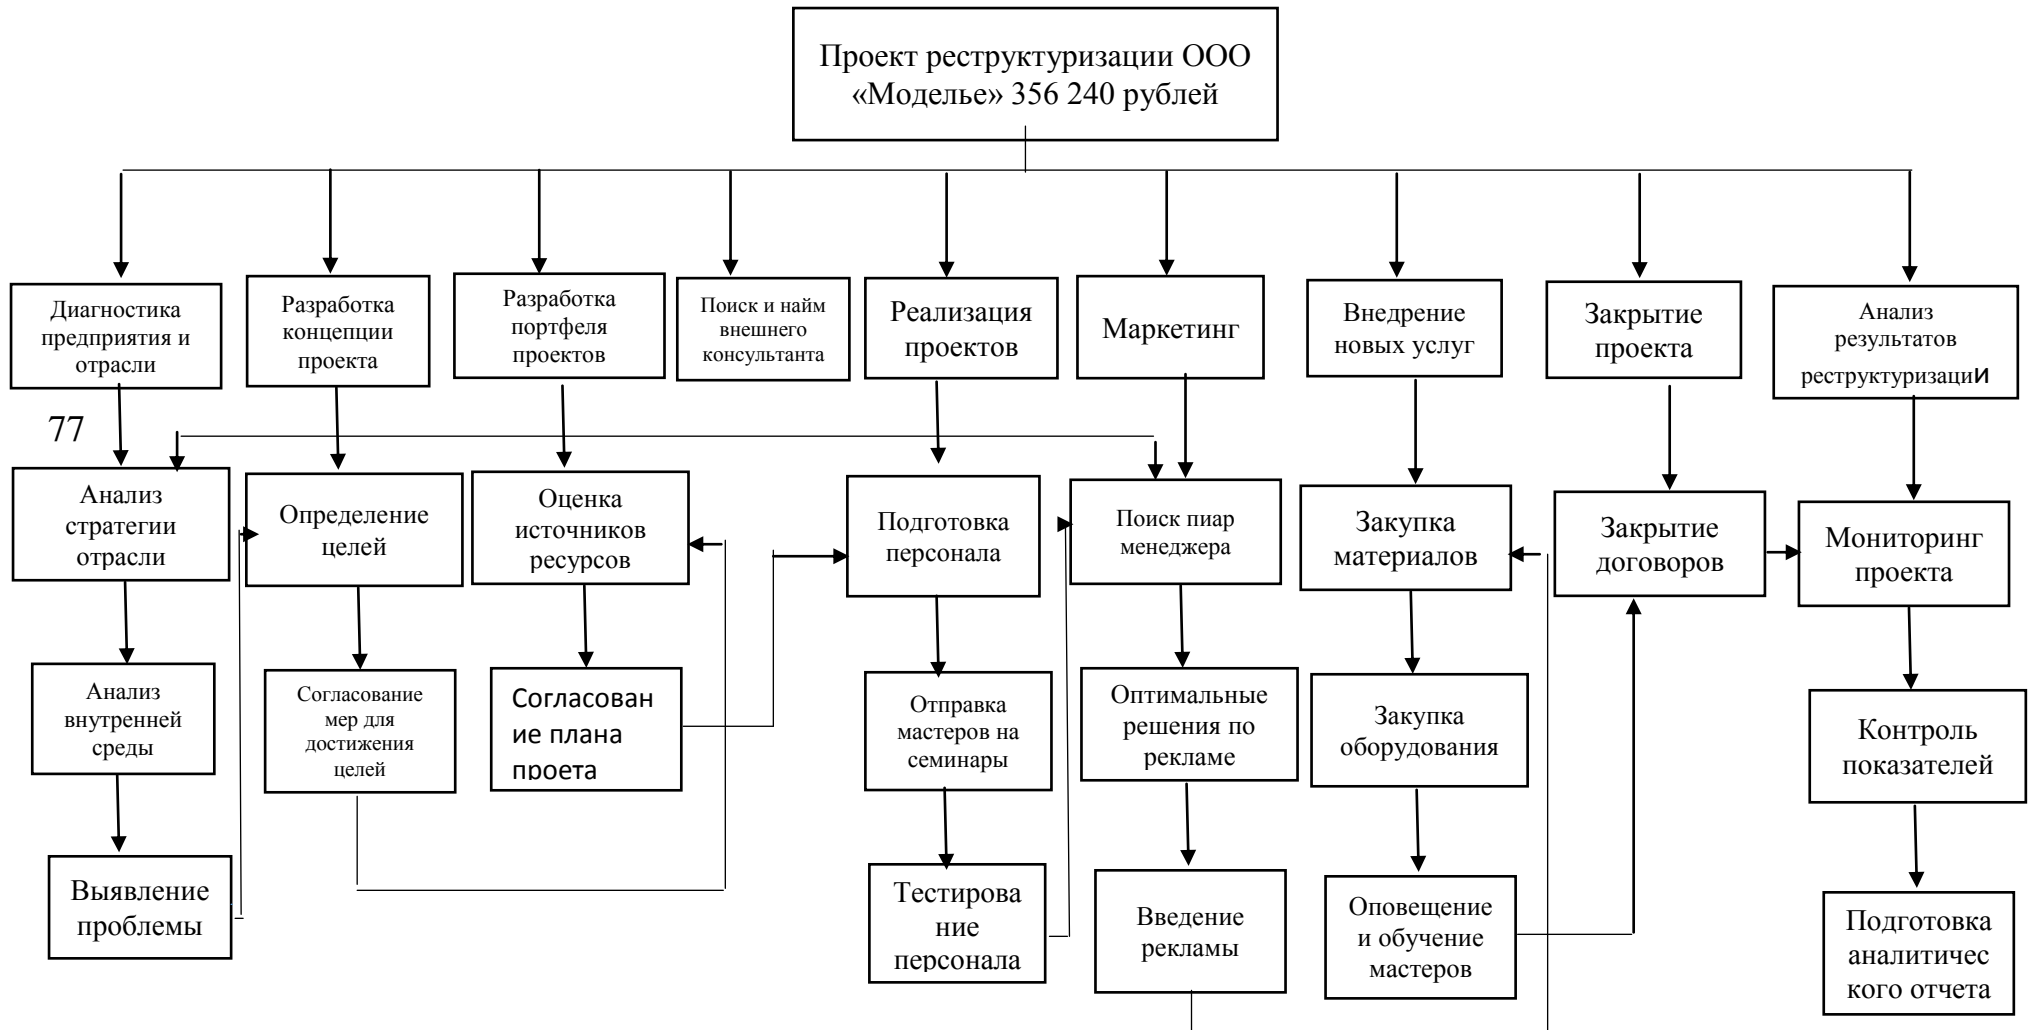 Проект реструктуризации ООО
«Моделье» 356 240 рублей
Диагностика
предприятия и
отрасли
Разработка
концепции
проекта
Разработка
портфеля
проектов
Поиск и найм
внешнего
консультанта
Реализация
проектов
Маркетинг
Внедрение
новых услуг
Закрытие
проекта
Анализ
результатов
реструктуризации
77
Анализ
стратегии
отрасли
Определение
целей
Оценка
источников
ресурсов
Подготовка
персонала
Поиск пиар
менеджера
Закупка
материалов
Закрытие
договоров
Мониторинг
проекта
Анализ
внутренней
среды
Согласование
мер для
достижения
целей
Согласован
ие плана
проета
Отправка
мастеров на
семинары
Оптимальные
решения по
рекламе
Закупка
оборудования
Контроль
показателей
Выявление
проблемы
Тестирова
ние
персонала
Введение
рекламы
Оповещение
и обучение
мастеров
Подготовка
аналитичес
кого отчета